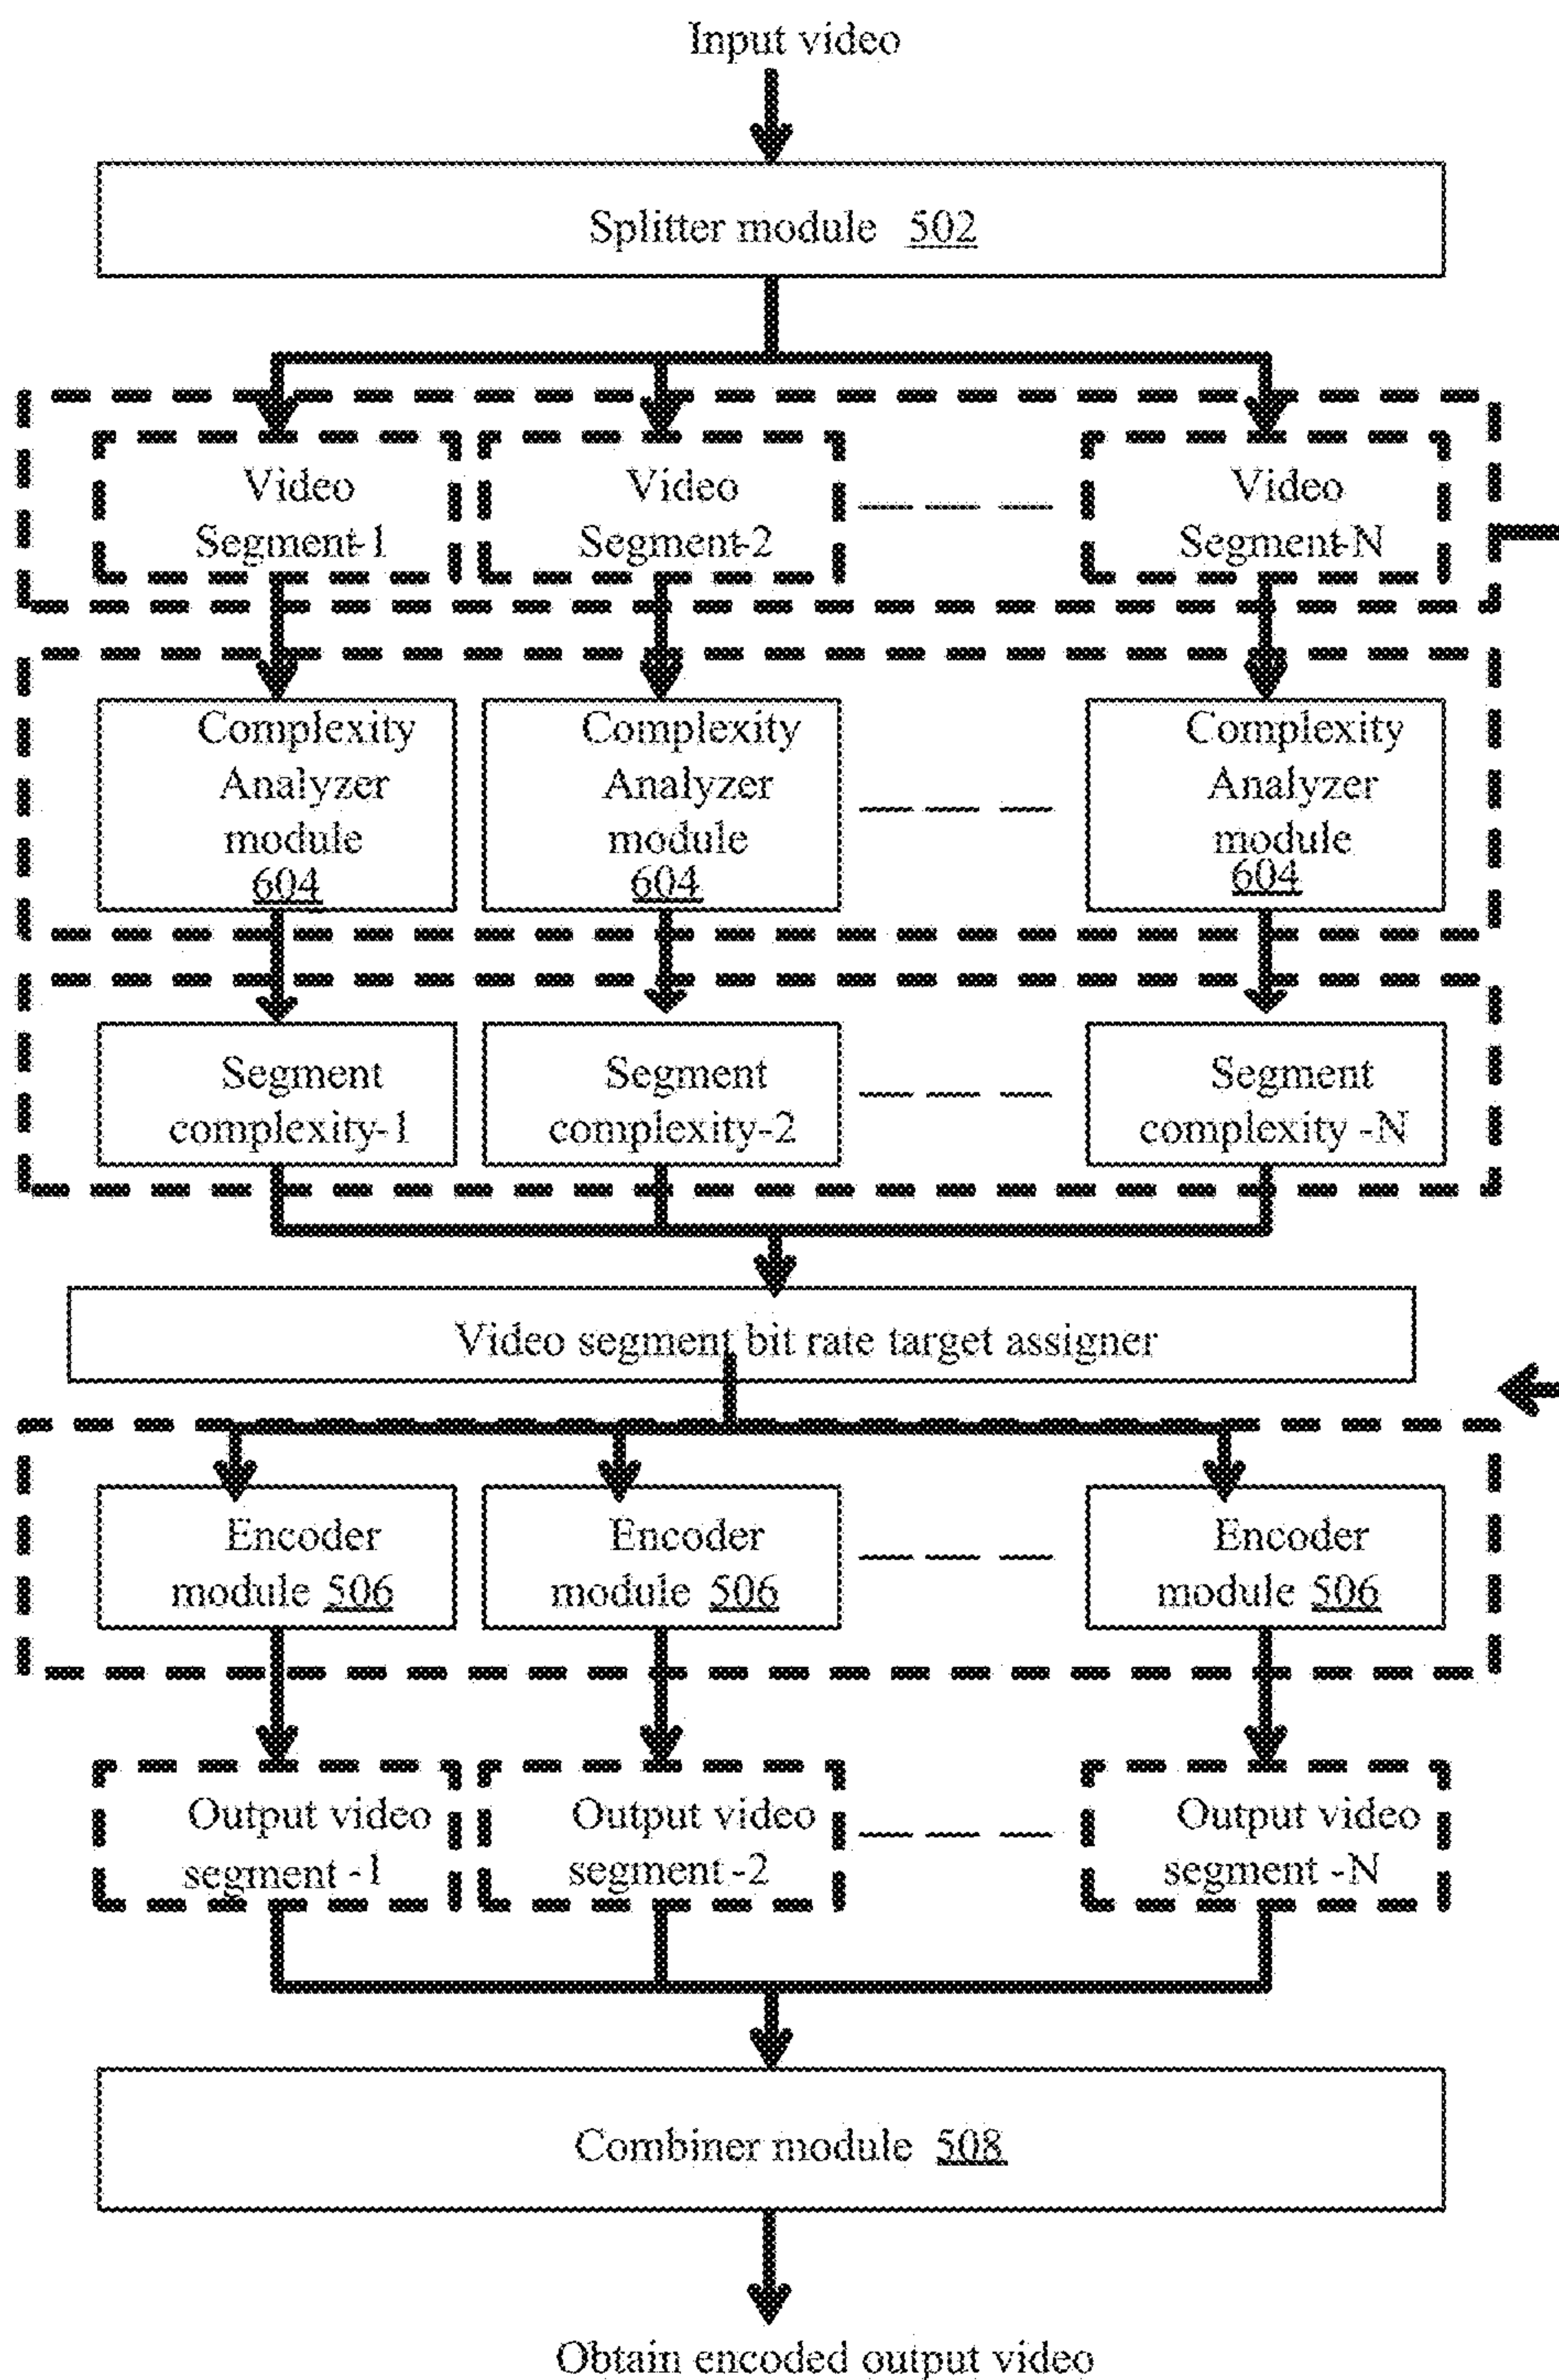 Input video
Splitter module 502
Video
Segment-1
Video
Segment-2
Video
Segment-N
Complexity
Analyzer
module
604
Complexity
Analyzer
module
604
Complexity
Analyzer
module
604
Segment
complexity-1
Segment
complexity-2
Segment
complexity -N
Video segment bit rate target assigner
Encoder
module 506
Encoder
module 506
Encoder
module 506
Output video
segment -1
Output video
segment -2
Output video
segment -N
Combiner module 508
Obtain encoded output video